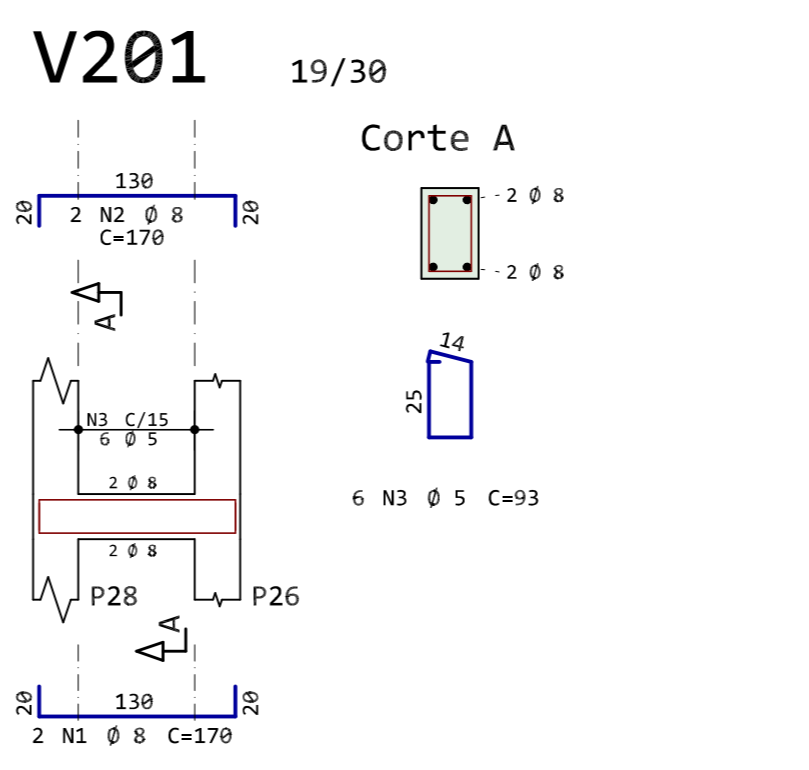 V201 19/30
Corte A
130
20 20
2 N2 Ø 8
C=170
2 Ø 8
2 Ø 8
A
14
25
N3 C/15
6 Ø 5
2 Ø 8
2 Ø 8
6 N3 Ø 5 C=93
P28 P26
A
130
20 20
2 N1 Ø 8 C=170